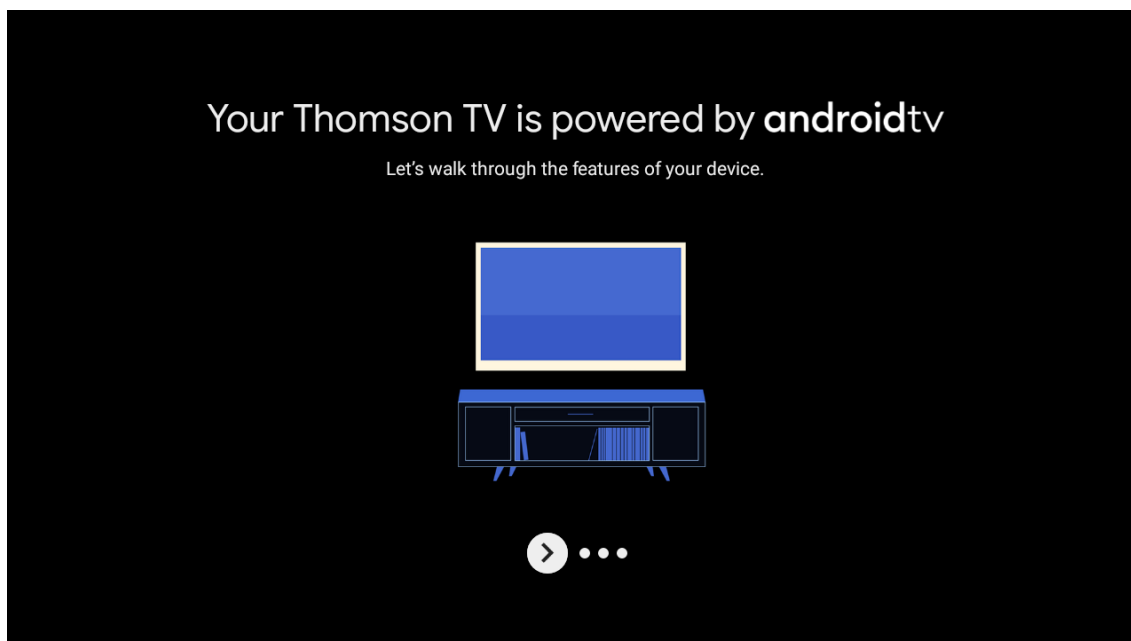 Your Thomson TV is powered by androidtv
Let’s walk through the features of your device.